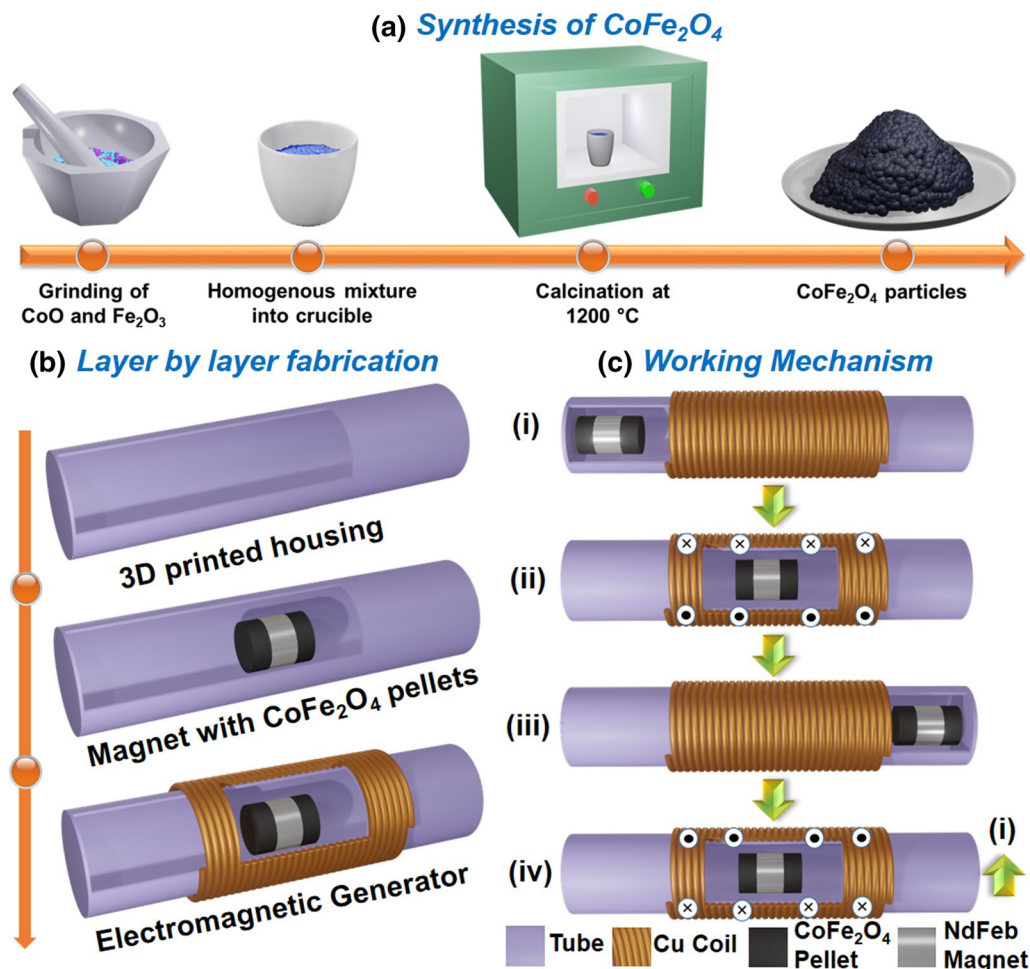 (a) Synthesis of CoFe₂O₄
Grinding of
CoO and Fe₂O₃
Homogenous mixture
into crucible
Calcination at
1200 °C
CoFe₂O₄ particles
(b) Layer by layer fabrication
3D printed housing
Magnet with CoFe₂O₄ pellets
Electromagnetic Generator
(c) Working Mechanism
(i)
(ii)
(iii)
(iv)
(i)
Tube
Cu Coil
CoFe₂O₄
Pellet
NdFeb
Magnet